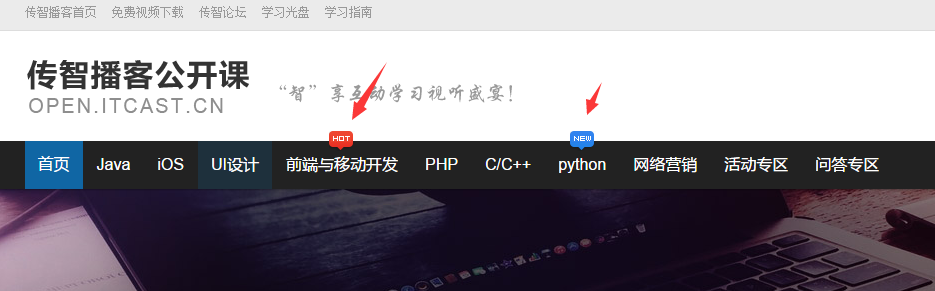 传智播客首页 免费视频下载 传智论坛 学习光盘 学习指南
传智播客公开课
OPEN.ITCAST.CN
“智”享互动学习视听盛宴!
HOT
NEW
首页 Java iOS UI设计 前端与移动开发 PHP C/C++ python 网络营销 活动专区 问答专区